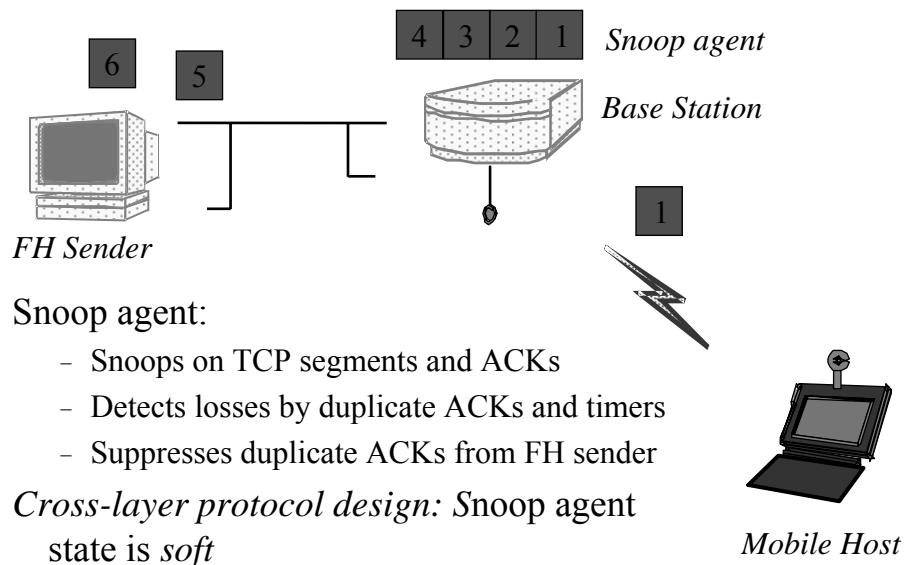 4 3 2 1 Snoop agent
6
5
Base Station
1
FH Sender
Snoop agent:
– Snoops on TCP segments and ACKs
– Detects losses by duplicate ACKs and timers
– Suppresses duplicate ACKs from FH sender
Cross-layer protocol design: Snoop agent
state is soft
Mobile Host